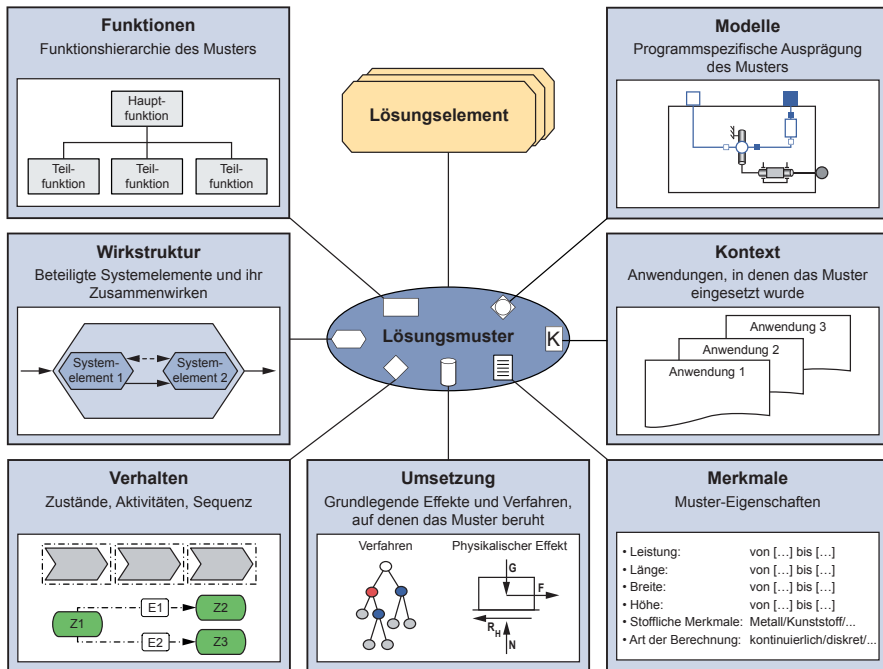 Funktionen
Funktionshierarchie des Musters
Haupt-
funktion
Teil-
funktion
Teil-
funktion
Teil-
funktion
Lösungselement
Modelle
Programmspezifische Ausprägung
des Musters
Wirkstruktur
Beteiligte Systemelemente und ihr
Zusammenwirken
System-
element 1
System-
element 2
Lösungsmuster
K
Kontext
Anwendungen, in denen das Muster
eingesetzt wurde
Anwendung 3
Anwendung 2
Anwendung 1
Verhalten
Zustände, Aktivitäten, Sequenz
Z1
E1
Z2
E2
Z3
Umsetzung
Grundlegende Effekte und Verfahren,
auf denen das Muster beruht
Verfahren
Physikalischer Effekt
G
F
R_H
N
Merkmale
Muster-Eigenschaften
• Leistung: von [...] bis [...]
• Länge: von [...] bis [...]
• Breite: von [...] bis [...]
• Höhe: von [...] bis [...]
• Stoffliche Merkmale: Metall/Kunststoff/...
• Art der Berechnung: kontinuierlich/diskret/...